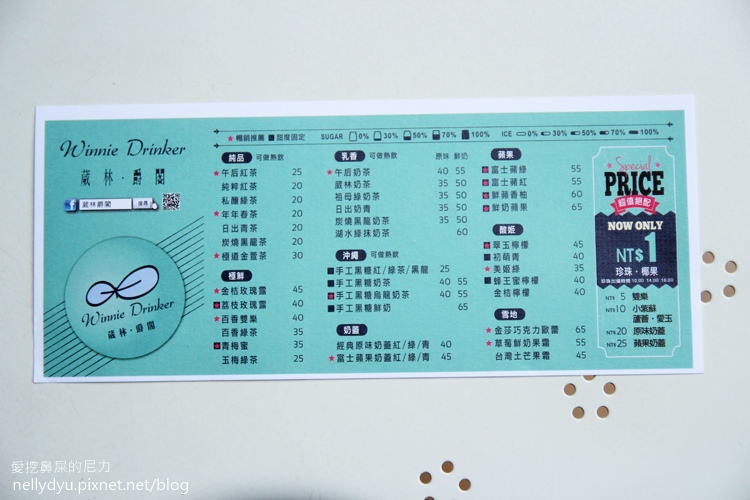 Winnie Drinker
葳林・爵閣
葳林爵閣 搜尋
Winnie Drinker
葳林・爵閣
★暢銷推薦 ■甜度固定 SUGAR 0% 30% 50% 70% 100% ICE 0% 30% 50% 70% 100%
純品 可做熱飲
★午后紅茶 25
純粹紅茶 20
私釀綠茶 20
★年年春茶 20
日出青茶 20
炭燒黑龍茶 20
★極道金萱茶 30
極鮮
★金桔玫瑰露 45
荔枝玫瑰露 40
★百香雙樂 40
百香綠茶 35
青梅蜜 35
玉梅綠茶 25
乳香 可做熱飲 原味 鮮奶
★午后奶茶 40 55
葳林奶茶 35 50
祖母綠奶茶 35 50
日出奶青 35 50
炭燒黑龍奶茶 35 50
湖水綠抹奶茶 60
沖繩 可做熱飲
■手工黑糖紅/綠茶/黑龍 25
■手工黑糖奶茶 40 55
手工黑糖烏龍奶茶 40 55
■手工黑糖鮮奶 65
奶蓋
經典原味奶蓋紅/綠/青 40
★富士蘋果奶蓋紅/綠/青 45
蘋果
富士蘋綠 55
富士蘋紅 55
鮮蘋香柚 60
鮮奶蘋果 65
酸姬
翠玉檸檬 45
■初萌青 40
★美姬綠 35
■蜂王蜜檸檬 40
金桔檸檬 40
雪地
★金莎巧克力歐蕾 65
★草莓鮮奶果霜 55
台灣土芒果霜 45
Special
PRICE
超值絕配
NOW ONLY
NT$1
珍珠・椰果
NT$ 5 雙樂
NT$10 小紫蘇
蘆薈・愛玉
NT$20 原味奶蓋
NT$25 蘋果奶蓋
愛挖鼻屎的尼力
nellydyu.pixnet.net/blog